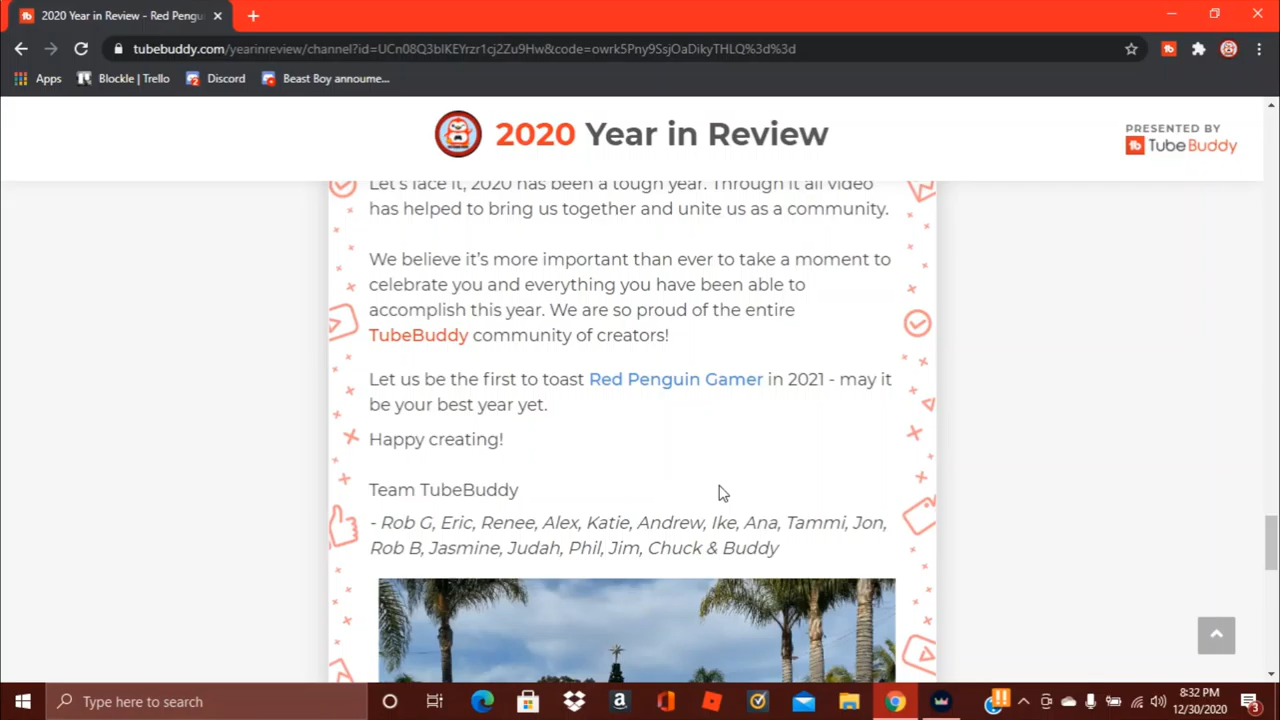 2020 Year in Review - Red Pengu
tubebuddy.com/yearinreview/channel?id=UCn08Q3blKEYrzr1cj2Zu9Hw&code=owrk5Pny9SsjOaDikyTHLQ%3d%3d
Apps
Blockle | Trello
Discord
Beast Boy annoume...
2020 Year in Review
PRESENTED BY
TubeBuddy
Let's face it, 2020 has been a tough year. Through it all video
has helped to bring us together and unite us as a community.
We believe it's more important than ever to take a moment to
celebrate you and everything you have been able to
accomplish this year. We are so proud of the entire
TubeBuddy community of creators!
Let us be the first to toast Red Penguin Gamer in 2021 - may it
be your best year yet.
Happy creating!
Team TubeBuddy
- Rob G, Eric, Renee, Alex, Katie, Andrew, Ike, Ana, Tammi, Jon,
Rob B, Jasmine, Judah, Phil, Jim, Chuck & Buddy
Type here to search
8:32 PM
12/30/2020
3